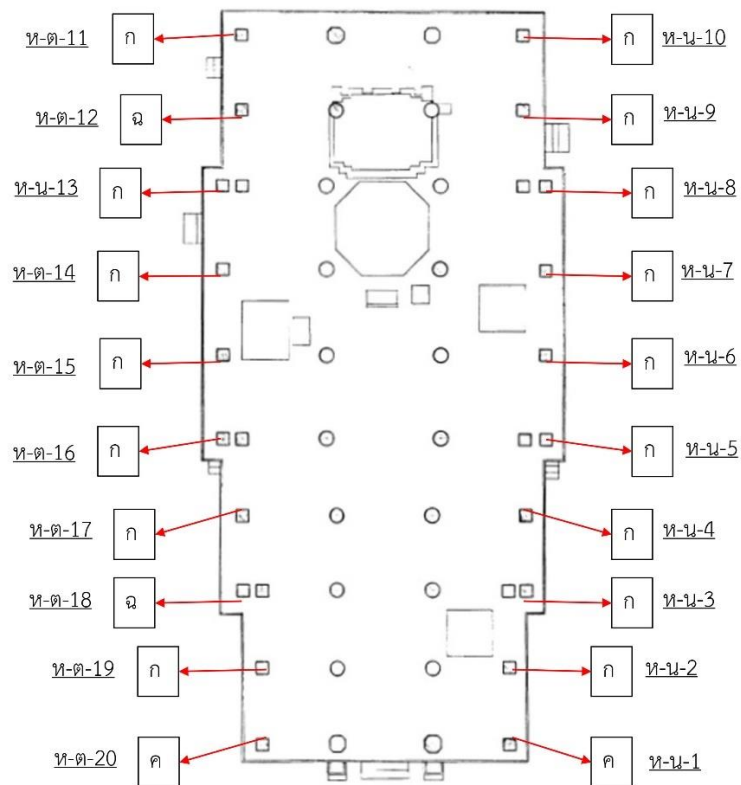 ห-ต-11 ก ก ห-น-10
ห-ต-12 ฉ ก ห-น-9
ห-น-13 ก ก ห-น-8
ห-ต-14 ก ก ห-น-7
ห-ต-15 ก ก ห-น-6
ห-ต-16 ก ก ห-น-5
ห-ต-17 ก ก ห-น-4
ห-ต-18 ฉ ก ห-น-3
ห-ต-19 ก ก ห-น-2
ห-ต-20 ค ค ห-น-1